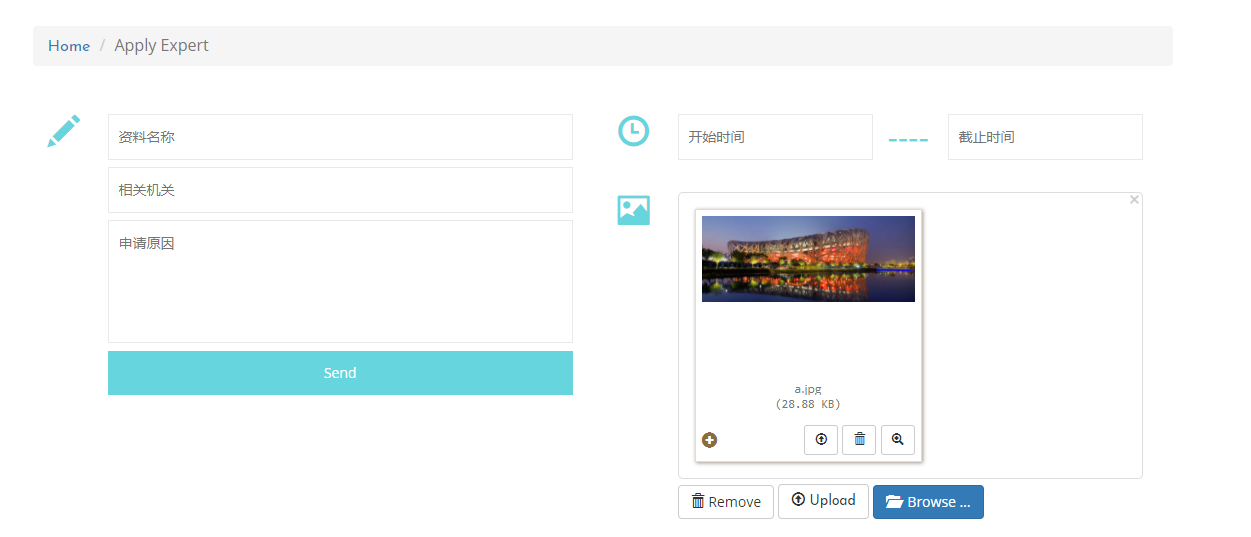 Home / Apply Expert
资料名称
相关机关
申请原因
Send
开始时间 ---- 截止时间
×
a.jpg
(28.88 KB)
Remove Upload Browse ...